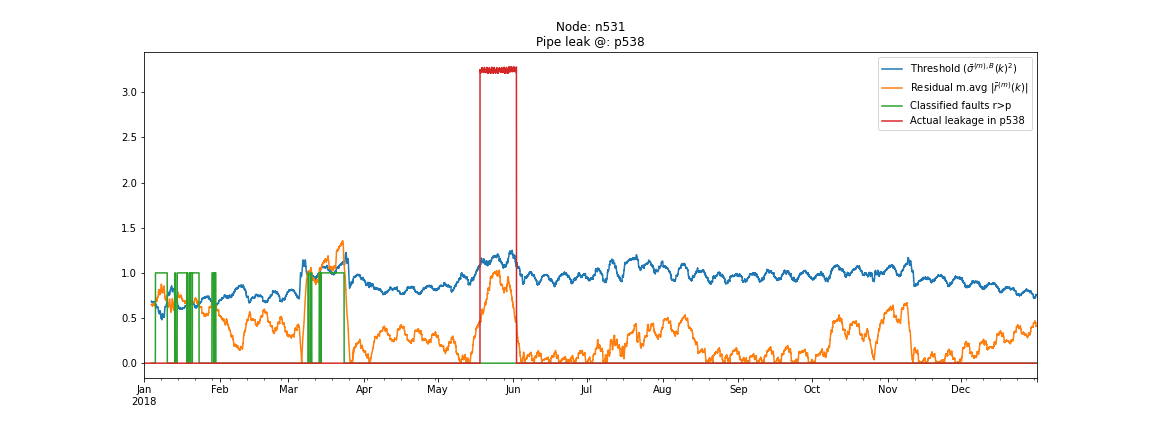 Node: n531
Pipe leak @: p538
Threshold (σ̄^(m),B(k)²)
Residual m.avg |r̄^(m)(k)|
Classified faults r>p
Actual leakage in p538
3.0
2.5
2.0
1.5
1.0
0.5
0.0
Jan Feb Mar Apr May Jun Jul Aug Sep Oct Nov Dec
2018